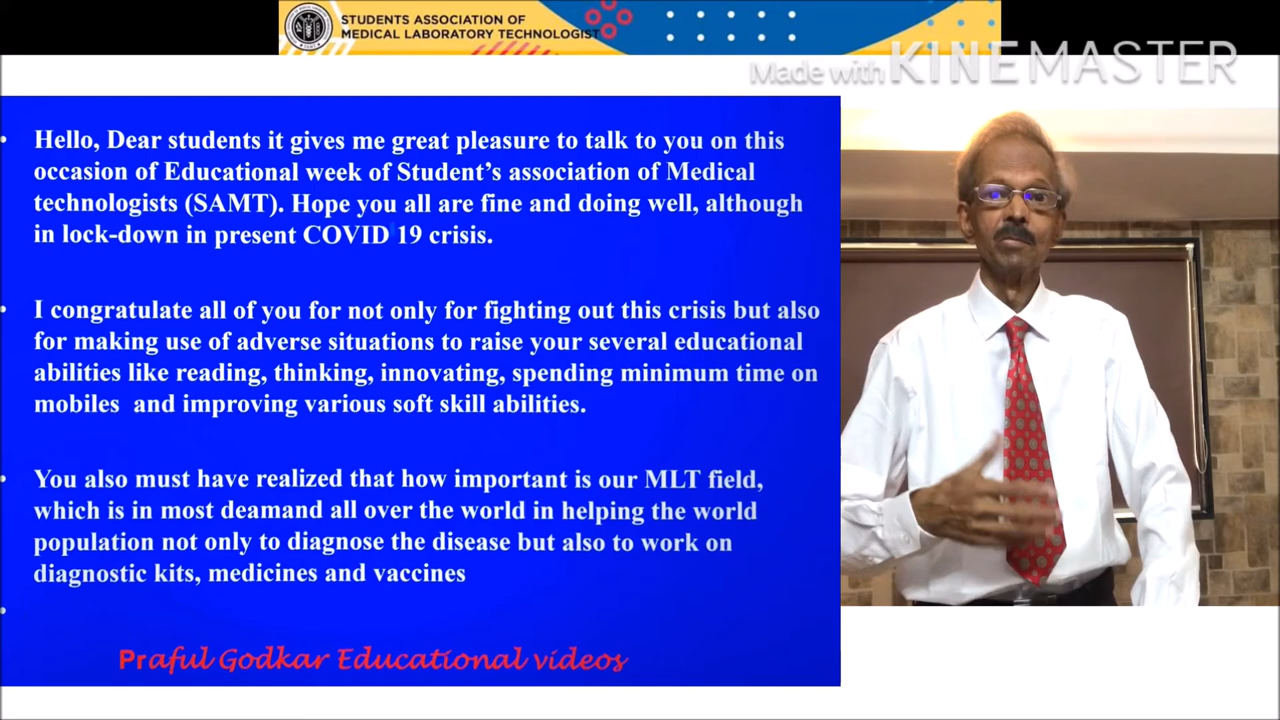 STUDENTS ASSOCIATION OF
MEDICAL LABORATORY TECHNOLOGIST
Made with KINEMASTER
• Hello, Dear students it gives me great pleasure to talk to you on this
occasion of Educational week of Student’s association of Medical
technologists (SAMT). Hope you all are fine and doing well, although
in lock-down in present COVID 19 crisis.
• I congratulate all of you for not only for fighting out this crisis but also
for making use of adverse situations to raise your several educational
abilities like reading, thinking, innovating, spending minimum time on
mobiles and improving various soft skill abilities.
• You also must have realized that how important is our MLT field,
which is in most deamand all over the world in helping the world
population not only to diagnose the disease but also to work on
diagnostic kits, medicines and vaccines
•
Praful Godkar Educational videos